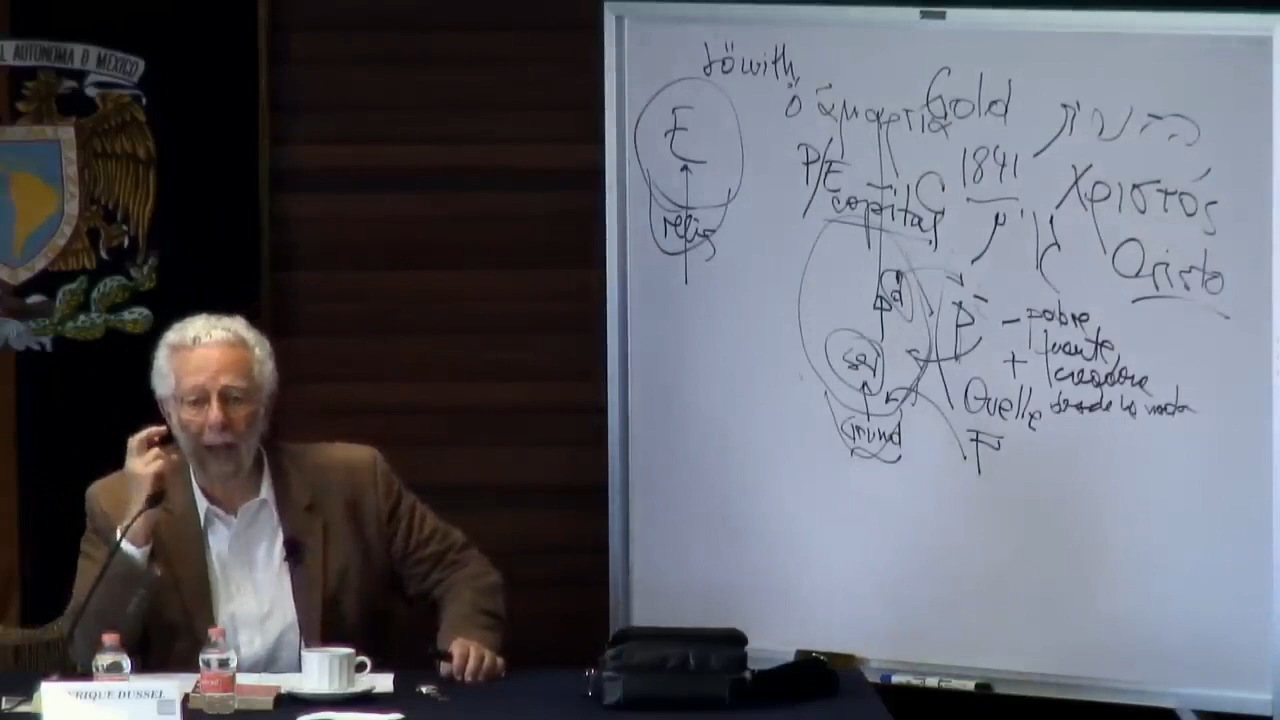 L AUTONOMA D MEXICO
Löwith
Gold
ὁ ἁμαρτία
E
P/E
1841
Χριστός
capital
C
relig
Cristo
P
- pobre
ser
+ fuente
creadora
Quelle desde la nada
Grund
F
RIQUE DUSSEL